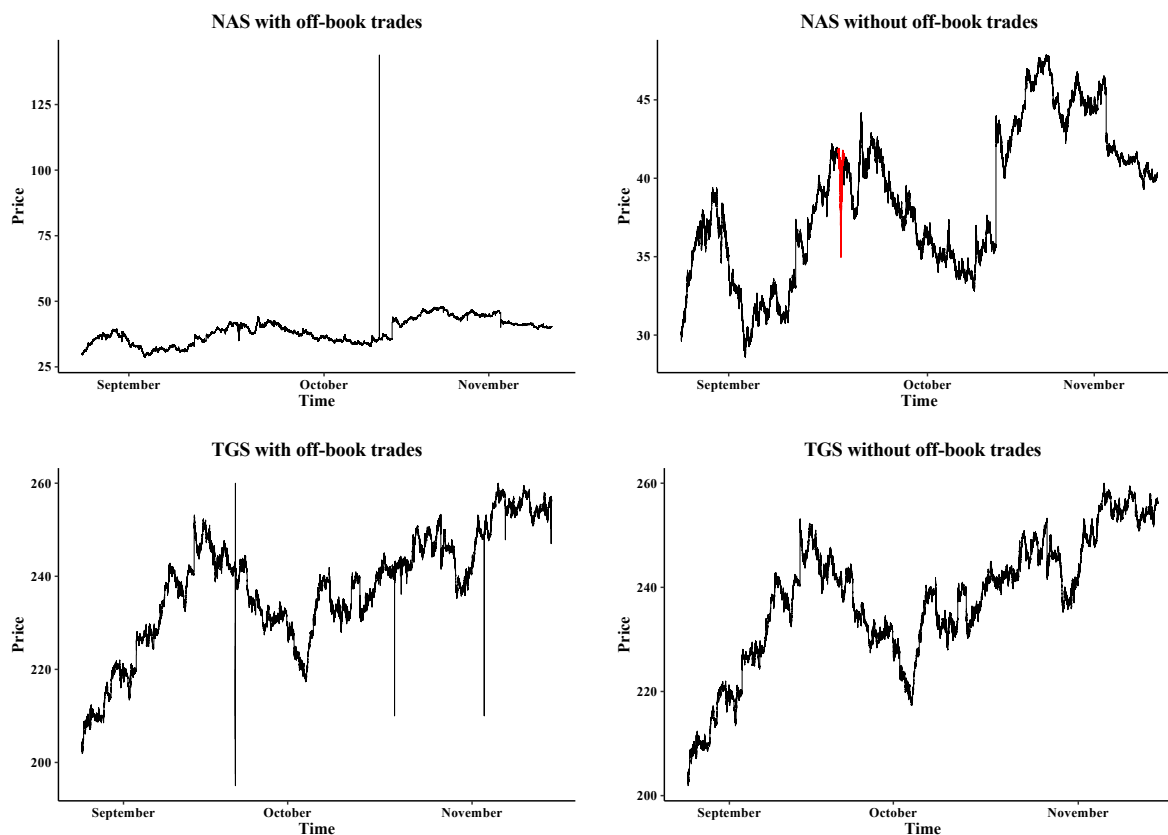 NAS with off-book trades
Price
125
100
75
50
25
September October November
Time
NAS without off-book trades
Price
45
40
35
30
September October November
Time
TGS with off-book trades
Price
260
240
220
200
September October November
Time
TGS without off-book trades
Price
260
240
220
200
September October November
Time